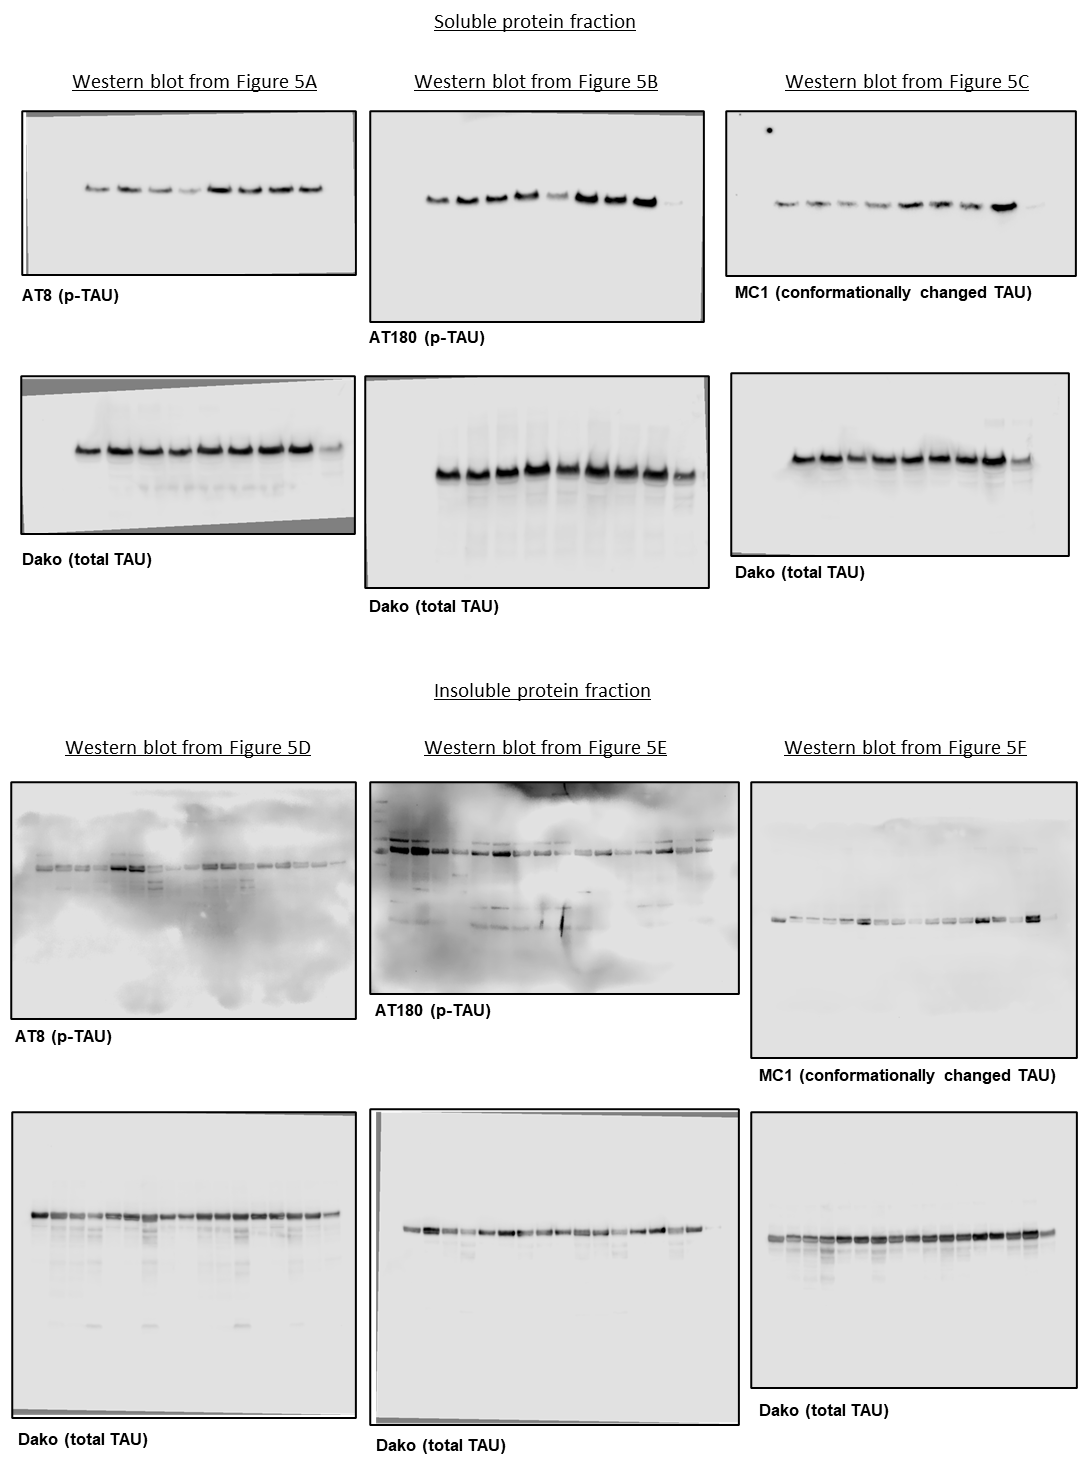 Soluble protein fraction
Western blot from Figure 5A
Western blot from Figure 5B
Western blot from Figure 5C
AT8 (p-TAU)
AT180 (p-TAU)
MC1 (conformationally changed TAU)
Dako (total TAU)
Dako (total TAU)
Dako (total TAU)
Insoluble protein fraction
Western blot from Figure 5D
Western blot from Figure 5E
Western blot from Figure 5F
AT8 (p-TAU)
AT180 (p-TAU)
MC1 (conformationally changed TAU)
Dako (total TAU)
Dako (total TAU)
Dako (total TAU)